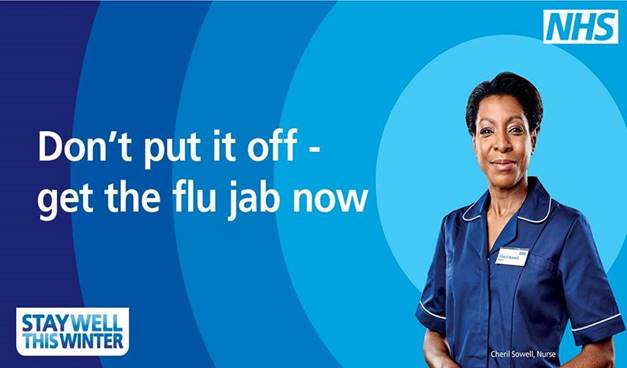 NHS
Don't put it off -
get the flu jab now
STAY WELL
THIS WINTER
Cheril Sowell, Nurse